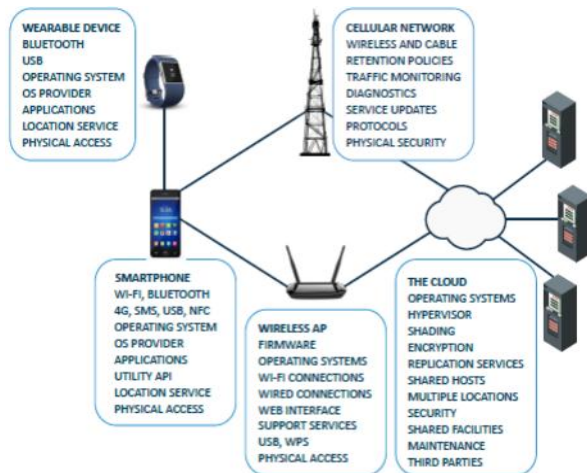 WEARABLE DEVICE
BLUETOOTH
USB
OPERATING SYSTEM
OS PROVIDER
APPLICATIONS
LOCATION SERVICE
PHYSICAL ACCESS
CELLULAR NETWORK
WIRELESS AND CABLE
RETENTION POLICIES
TRAFFIC MONITORING
DIAGNOSTICS
SERVICE UPDATES
PROTOCOLS
PHYSICAL SECURITY
SMARTPHONE
WI-FI, BLUETOOTH
4G, SMS, USB, NFC
OPERATING SYSTEM
OS PROVIDER
APPLICATIONS
UTILITY API
LOCATION SERVICE
PHYSICAL ACCESS
WIRELESS AP
FIRMWARE
OPERATING SYSTEMS
WI-FI CONNECTIONS
WIRED CONNECTIONS
WEB INTERFACE
SUPPORT SERVICES
USB, WPS
PHYSICAL ACCESS
THE CLOUD
OPERATING SYSTEMS
HYPERVISOR
SHADING
ENCRYPTION
REPLICATION SERVICES
SHARED HOSTS
MULTIPLE LOCATIONS
SECURITY
SHARED FACILITIES
MAINTENANCE
THIRD PARTIES